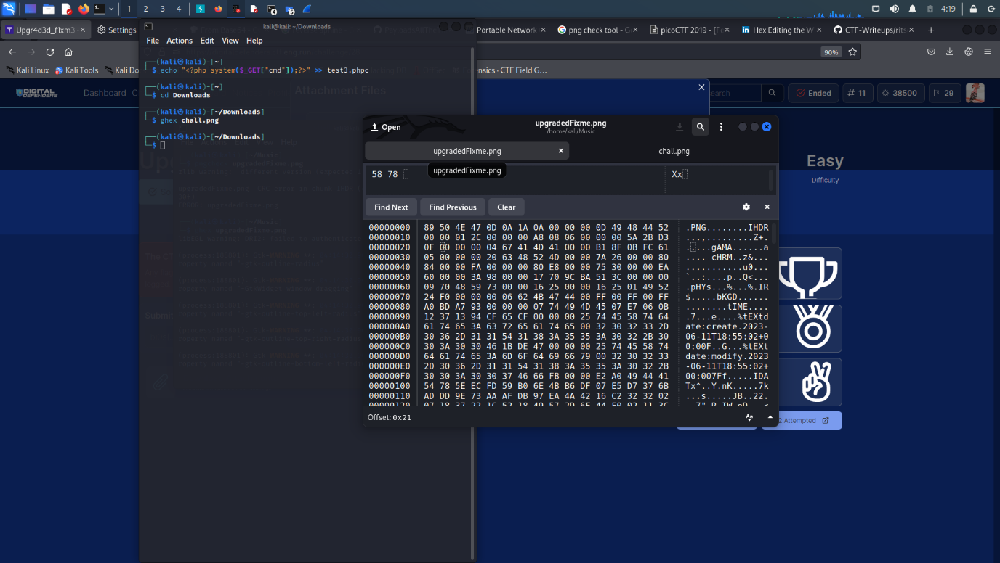 1 2 3 4
4:19
Upgr4d3d_f1xm3
Settings
Portable Network
png check tool - Go
picoCTF 2019 - [Fo
Hex Editing the W
CTF-Writeups/rits
90%
Kali Linux
Kali Tools
Kali Do
ensics · CTF Field G…
kali@kali: ~/Downloads
File Actions Edit View Help
┌──(kali㉿kali)-[~]
└─$ echo "<?php system($_GET["cmd"]);?>" >> test3.phpc
┌──(kali㉿kali)-[~]
└─$ cd Downloads
┌──(kali㉿kali)-[~/Downloads]
└─$ ghex chall.png
┌──(kali㉿kali)-[~/Downloads]
└─$
DIGITAL DEFENDERS
Dashboard
Attachment Files
earch
Ended
# 11
38500
29
Easy
Difficulty
2 Attempted
Open
upgradedFixme.png
/home/kali/Music
upgradedFixme.png
chall.png
upgradedFixme.png
58 78
Xx
Find Next
Find Previous
Clear
00000000 89 50 4E 47 0D 0A 1A 0A 00 00 00 0D 49 48 44 52 .PNG........IHDR
00000010 00 00 01 2C 00 00 00 A8 08 06 00 00 00 5A 2B D3 ...,.........Z+.
00000020 0F 00 00 00 04 67 41 4D 41 00 00 B1 8F 0B FC 61 .....gAMA......a
00000030 05 00 00 00 20 63 48 52 4D 00 00 7A 26 00 00 80 .... cHRM..z&...
00000040 84 00 00 FA 00 00 00 80 E8 00 00 75 30 00 00 EA ...........u0...
00000050 60 00 00 3A 98 00 00 17 70 9C BA 51 3C 00 00 00 `..:....p..Q<...
00000060 09 70 48 59 73 00 00 16 25 00 00 16 25 01 49 52 .pHYs...%...%.IR
00000070 24 F0 00 00 00 06 62 4B 47 44 00 FF 00 FF 00 FF $.....bKGD......
00000080 A0 BD A7 93 00 00 00 07 74 49 4D 45 07 E7 06 0B ........tIME....
00000090 12 37 13 94 CF 65 CF 00 00 00 25 74 45 58 74 64 .7...e....%tEXtd
000000A0 61 74 65 3A 63 72 65 61 74 65 00 32 30 32 33 2D ate:create.2023-
000000B0 30 36 2D 31 31 54 31 38 3A 35 35 3A 30 32 2B 30 06-11T18:55:02+0
000000C0 30 3A 30 30 46 1B DE 47 00 00 00 25 74 45 58 74 0:00F..G...%tEXt
000000D0 64 61 74 65 3A 6D 6F 64 69 66 79 00 32 30 32 33 date:modify.2023
000000E0 2D 30 36 2D 31 31 54 31 38 3A 35 35 3A 30 32 2B -06-11T18:55:02+
000000F0 30 30 3A 30 30 37 46 66 FB 00 00 E2 A0 49 44 41 00:007Ff.....IDA
00000100 54 78 5E EC FD 59 B0 6E 4B B6 DF 07 E5 D7 37 6B Tx^..Y.nK.....7k
00000110 AD DD 9E 73 AA AF DB 97 EA 4A 42 16 C2 32 32 02 ...s.....JB..22.
Offset: 0x21